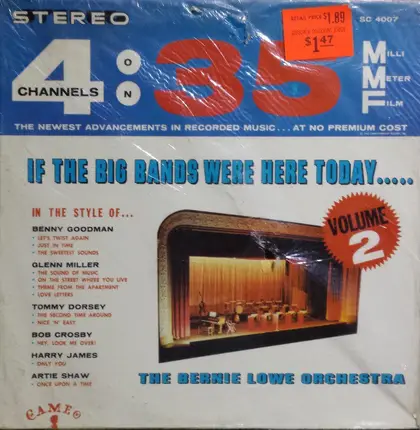 STEREO
RETAIL PRICE $1.89
$1.47
SC 4007
4 CHANNELS
ON
35
MILLI
METER
FILM
THE NEWEST ADVANCEMENTS IN RECORDED MUSIC... AT NO PREMIUM COST
IF THE BIG BANDS WERE HERE TODAY.....
VOLUME
2
IN THE STYLE OF...
BENNY GOODMAN
• LET'S TWIST AGAIN
• JUST IN TIME
• THE SWEETEST SOUNDS
GLENN MILLER
• THE SOUND OF MUSIC
• ON THE STREET WHERE YOU LIVE
• THEME FROM THE APARTMENT
• LOVE LETTERS
TOMMY DORSEY
• THE SECOND TIME AROUND
• NICE 'N' EASY
BOB CROSBY
• HEY, LOOK ME OVER!
HARRY JAMES
• ONLY YOU
ARTIE SHAW
• ONCE UPON A TIME
THE BERNIE LOWE ORCHESTRA
CAMEO